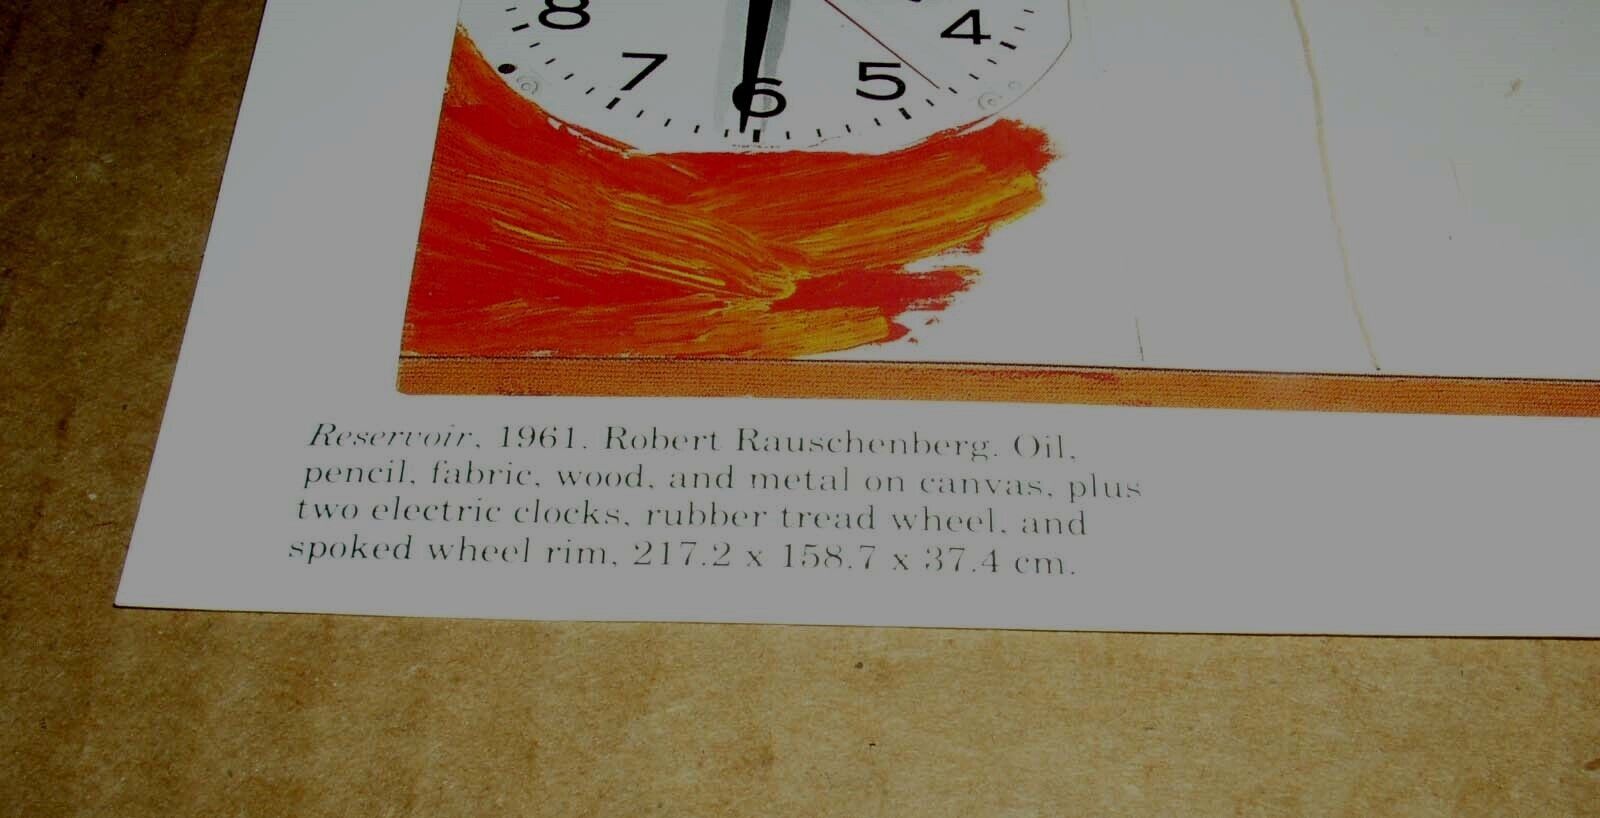 8 4
7 6 5
Reservoir, 1961. Robert Rauschenberg. Oil,
pencil, fabric, wood, and metal on canvas, plus
two electric clocks, rubber tread wheel, and
spoked wheel rim, 217.2 x 158.7 x 37.4 cm.